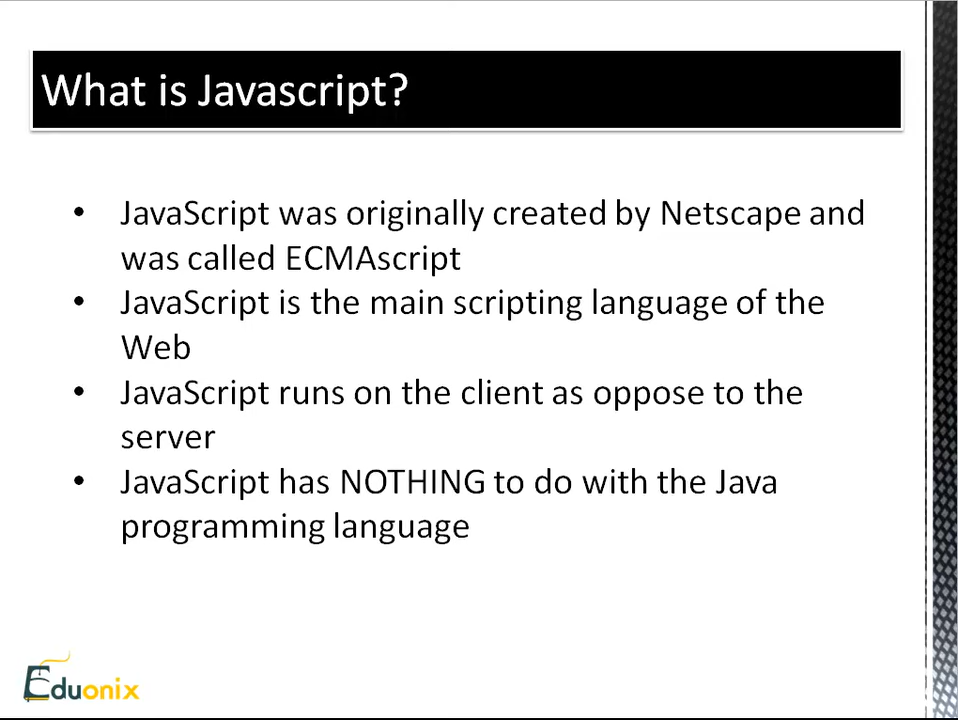 What is Javascript?
• JavaScript was originally created by Netscape and
was called ECMAscript
• JavaScript is the main scripting language of the
Web
• JavaScript runs on the client as oppose to the
server
• JavaScript has NOTHING to do with the Java
programming language
Eduonix